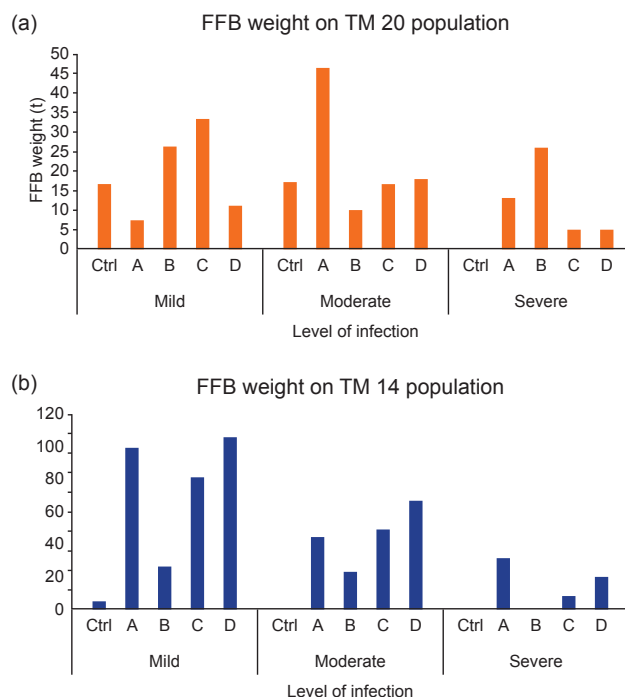 (a)
FFB weight on TM 20 population
FFB weight (t)
50
45
40
35
30
25
20
15
10
5
0
Ctrl A B C D Ctrl A B C D Ctrl A B C D
Mild Moderate Severe
Level of infection
(b)
FFB weight on TM 14 population
120
100
80
60
40
20
0
Ctrl A B C D Ctrl A B C D Ctrl A B C D
Mild Moderate Severe
Level of infection